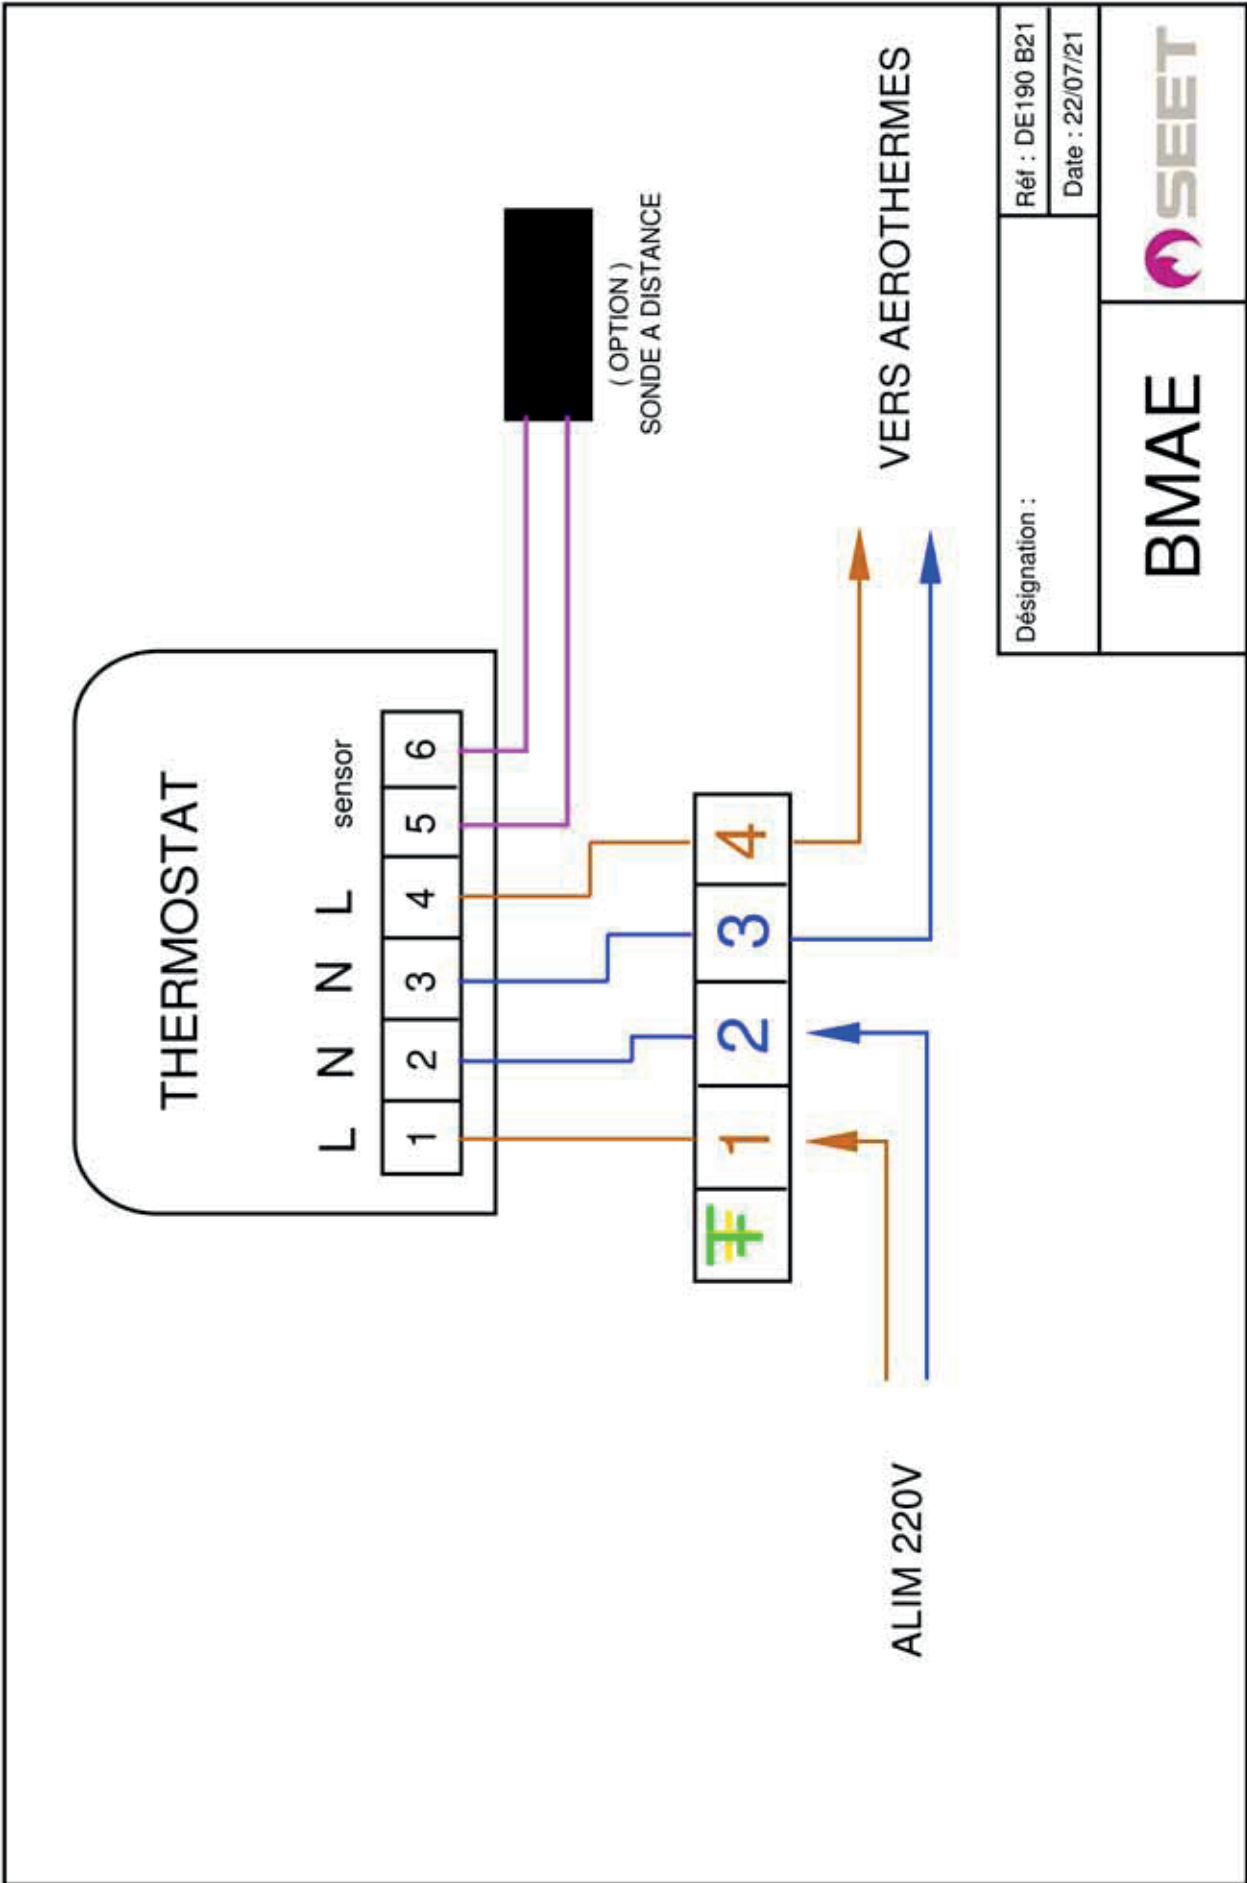 THERMOSTAT
L N N L sensor
1 2 3 4 5 6
( OPTION )
SONDE A DISTANCE
1 2 3 4
ALIM 220V
VERS AEROTHERMES
Désignation :
Réf : DE190 B21
Date : 22/07/21
BMAE
SEET